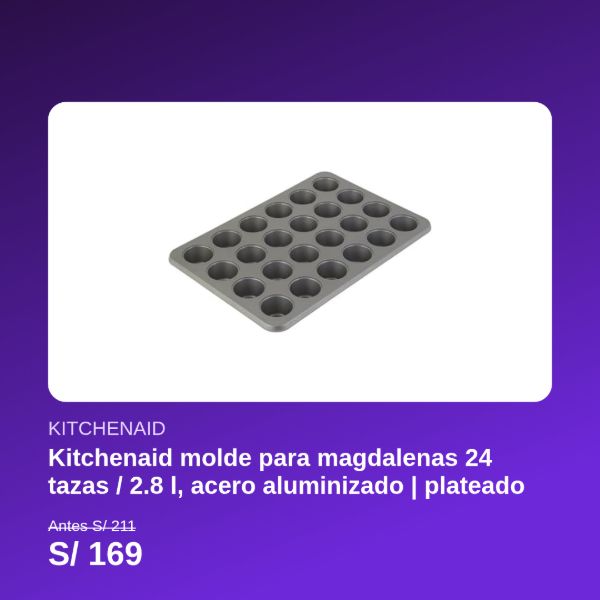 KITCHENAID
Kitchenaid molde para magdalenas 24
tazas / 2.8 l, acero aluminizado | plateado
Antes S/ 211
S/ 169